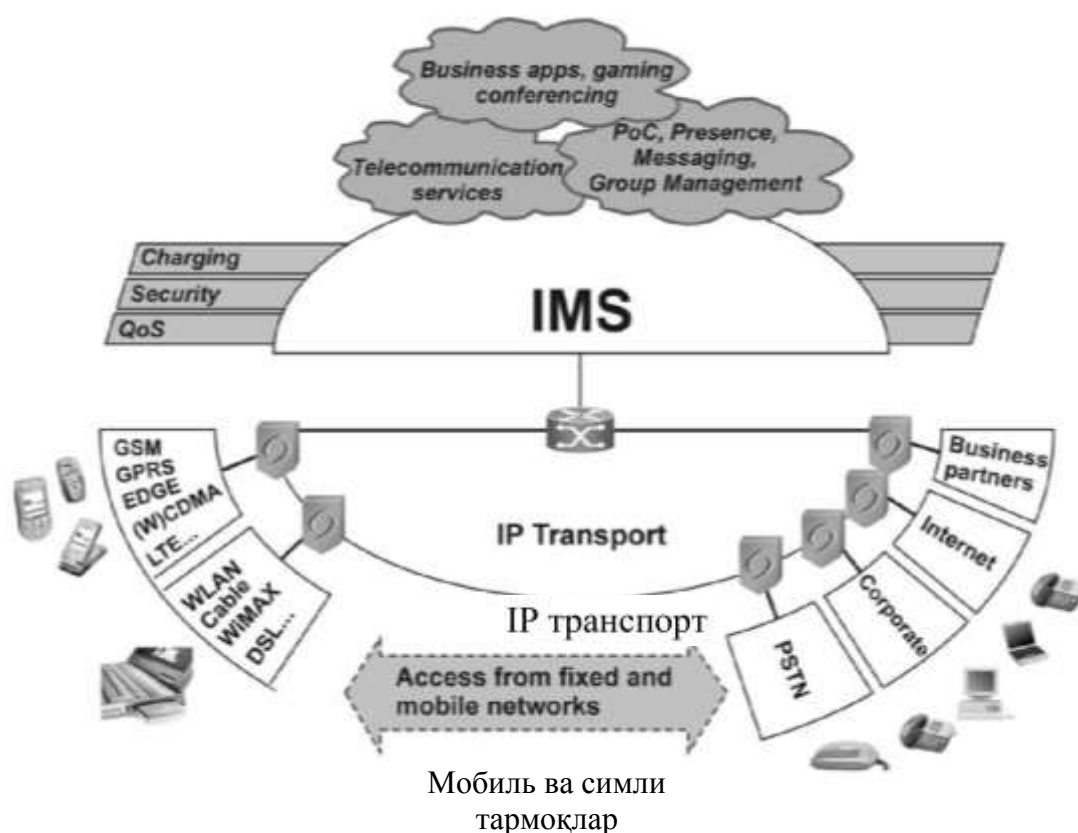 Business apps, gaming
conferencing
PoC, Presence,
Messaging,
Group Management
Telecommunication
services
Charging
Security
QoS
IMS
GSM
GPRS
EDGE
(W)CDMA
LTE...
WLAN
Cable
WiMAX
DSL...
Business
partners
Internet
Corporate
PSTN
IP Transport
IP транспорт
Access from fixed and
mobile networks
Мобиль ва симли
тармоқлар